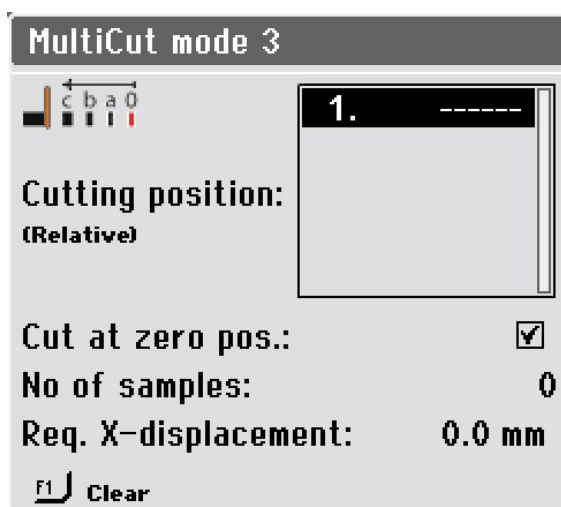 MultiCut mode 3
c b a 0
1. ------
Cutting position:
(Relative)
Cut at zero pos.:
No of samples: 0
Req. X-displacement: 0.0 mm
F1 Clear